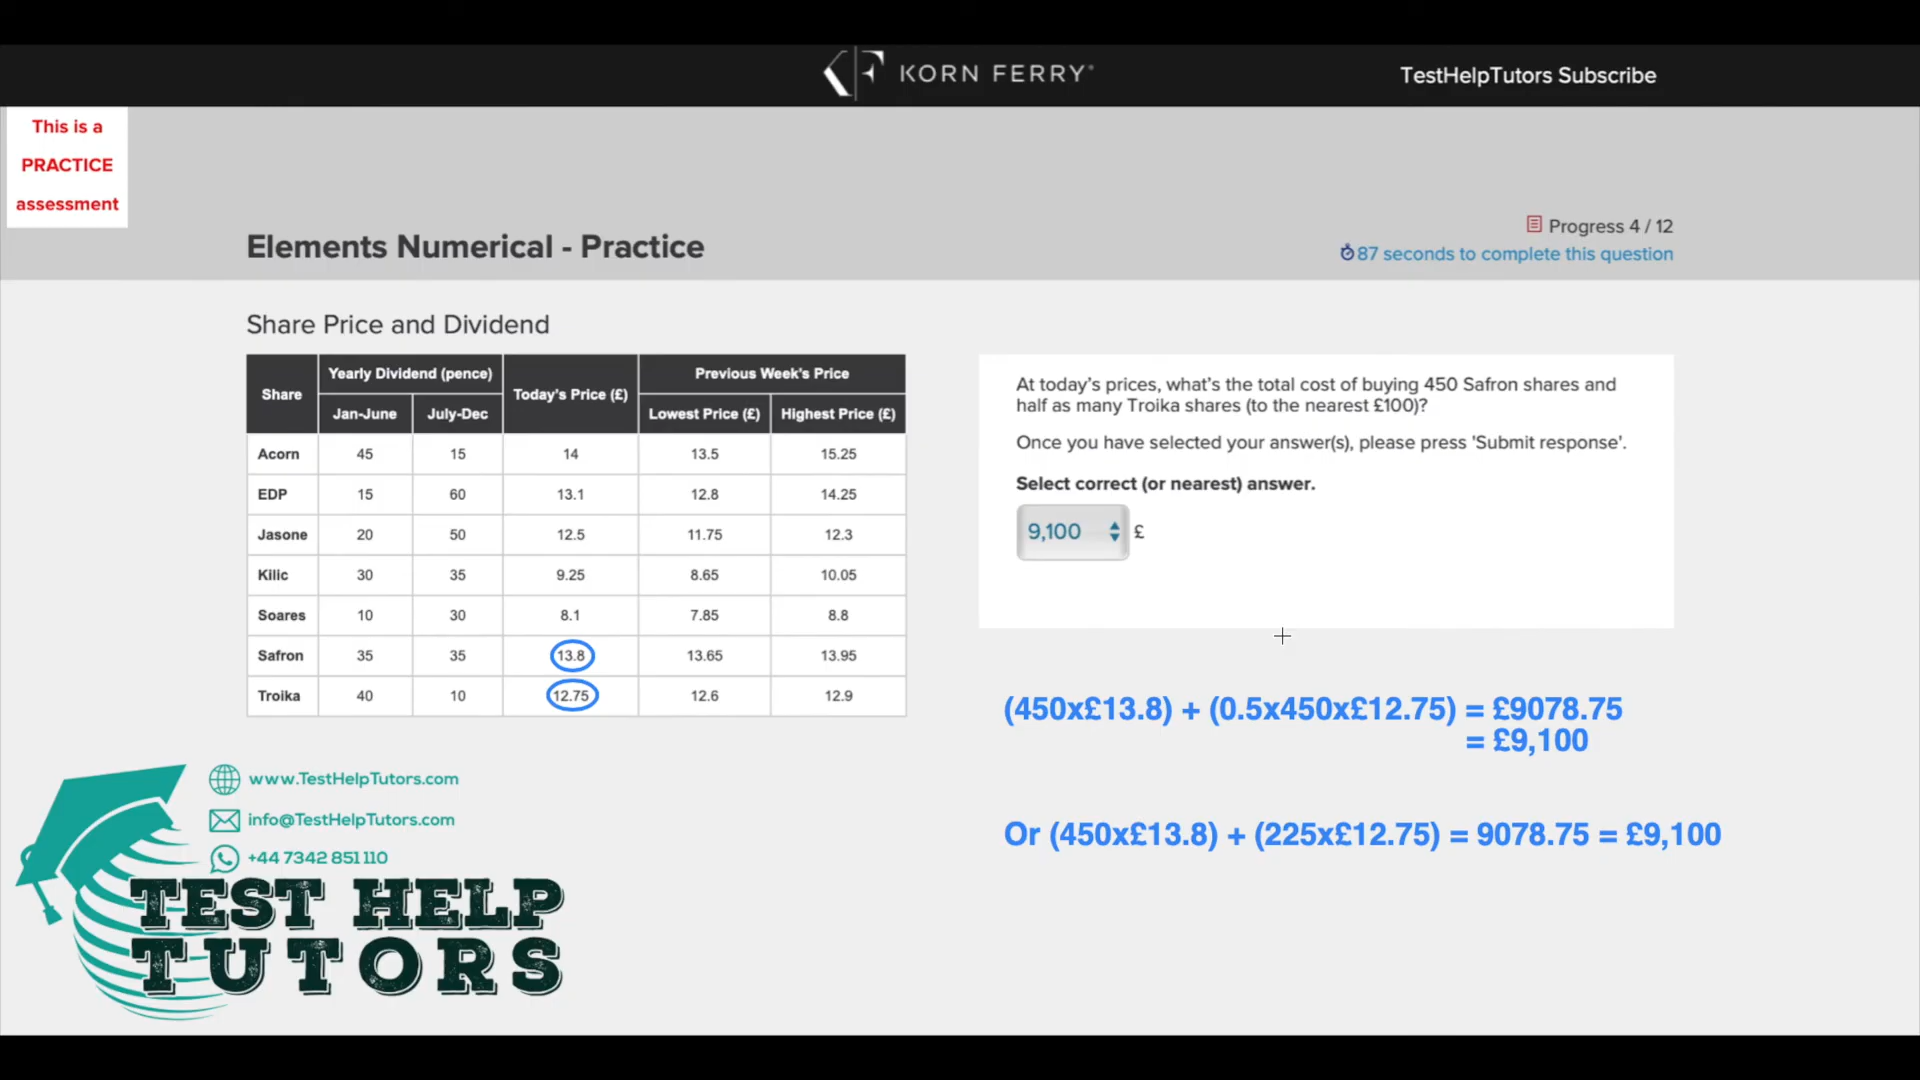 KORN FERRY®
TestHelpTutors Subscribe
This is a
PRACTICE
assessment
Elements Numerical - Practice
Progress 4 / 12
87 seconds to complete this question
Share Price and Dividend
Share Yearly Dividend (pence) Today's Price (£) Previous Week's Price
Jan-June July-Dec Lowest Price (£) Highest Price (£)
Acorn 45 15 14 13.5 15.25
EDP 15 60 13.1 12.8 14.25
Jasone 20 50 12.5 11.75 12.3
Kilic 30 35 9.25 8.65 10.05
Soares 10 30 8.1 7.85 8.8
Safron 35 35 13.8 13.65 13.95
Troika 40 10 12.75 12.6 12.9
At today's prices, what's the total cost of buying 450 Safron shares and
half as many Troika shares (to the nearest £100)?
Once you have selected your answer(s), please press 'Submit response'.
Select correct (or nearest) answer.
9,100 £
(450x£13.8) + (0.5x450x£12.75) = £9078.75
= £9,100
Or (450x£13.8) + (225x£12.75) = 9078.75 = £9,100
www.TestHelpTutors.com
info@TestHelpTutors.com
+44 7342 851 110
TEST HELP
TUTORS